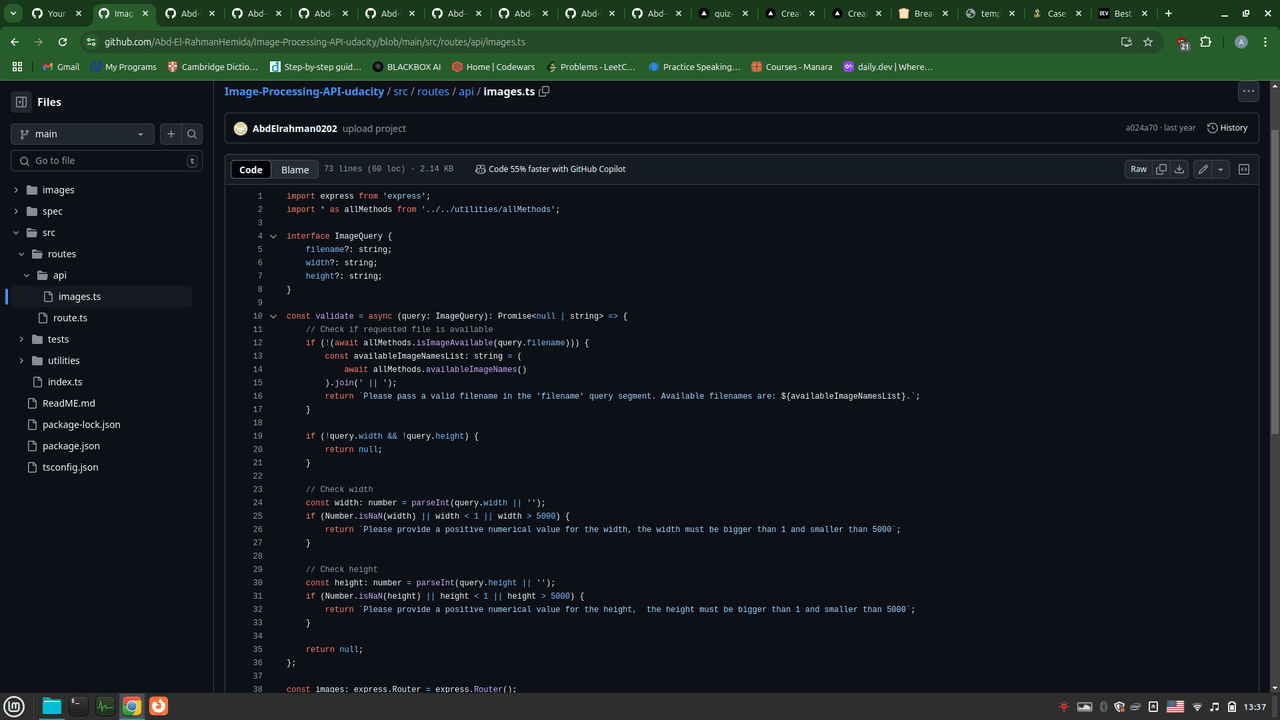 Your
Imag
Abd-
Abd-
Abd-
Abd-
Abd-
Abd-
Abd-
Abd-
quiz
Creat
Creat
Brea
temp
Case
DEV Best
github.com/Abd-El-RahmanHemida/Image-Processing-API-udacity/blob/main/src/routes/api/images.ts
21
A
Gmail
My Programs
Cambridge Dictio...
Step-by-step guid...
BLACKBOX AI
Home | Codewars
Problems - LeetC...
Practice Speaking...
Courses - Manara
daily.dev | Where...
Files
main
Go to file
t
images
spec
src
routes
api
images.ts
route.ts
tests
utilities
index.ts
ReadME.md
package-lock.json
package.json
tsconfig.json
Image-Processing-API-udacity / src / routes / api / images.ts
AbdElrahman0202 upload project
a024a70 · last year
History
Code
Blame
73 lines (60 loc) · 2.14 KB
Code 55% faster with GitHub Copilot
Raw
1 import express from 'express';
2 import * as allMethods from '../../utilities/allMethods';
3
4 interface ImageQuery {
5 filename?: string;
6 width?: string;
7 height?: string;
8 }
9
10 const validate = async (query: ImageQuery): Promise<null | string> => {
11 // Check if requested file is available
12 if (!(await allMethods.isImageAvailable(query.filename))) {
13 const availableImageNamesList: string = (
14 await allMethods.availableImageNames()
15 ).join(' || ');
16 return `Please pass a valid filename in the 'filename' query segment. Available filenames are: ${availableImageNamesList}.`;
17 }
18
19 if (!query.width && !query.height) {
20 return null;
21 }
22
23 // Check width
24 const width: number = parseInt(query.width || '');
25 if (Number.isNaN(width) || width < 1 || width > 5000) {
26 return `Please provide a positive numerical value for the width, the width must be bigger than 1 and smaller than 5000`;
27 }
28
29 // Check height
30 const height: number = parseInt(query.height || '');
31 if (Number.isNaN(height) || height < 1 || height > 5000) {
32 return `Please provide a positive numerical value for the height,  the height must be bigger than 1 and smaller than 5000`;
33 }
34
35 return null;
36 };
37
38 const images: express.Router = express.Router();
13:37